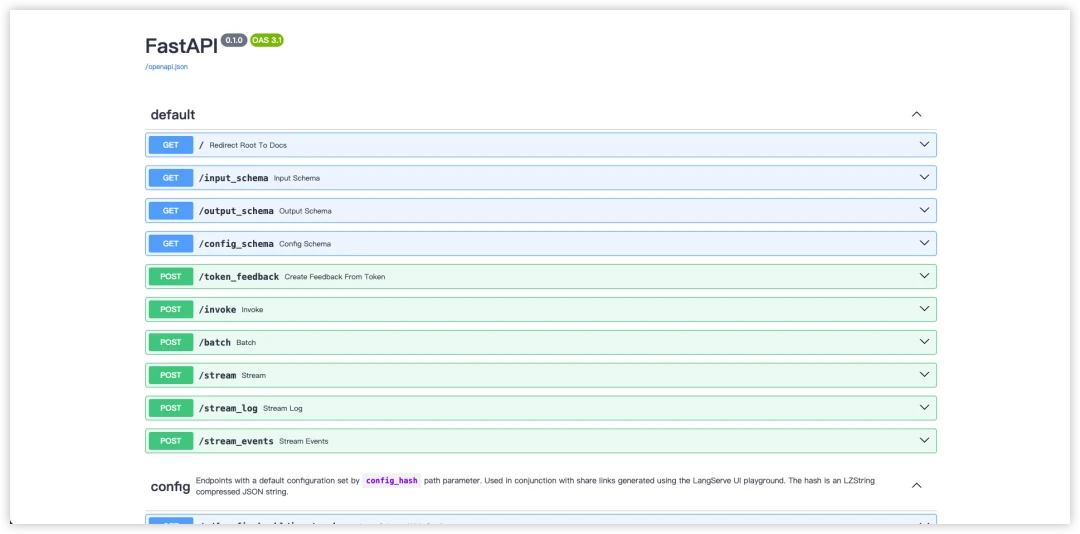 FastAPI 0.1.0 OAS 3.1
/openapi.json
default
GET / Redirect Root To Docs
GET /input_schema Input Schema
GET /output_schema Output Schema
GET /config_schema Config Schema
POST /token_feedback Create Feedback From Token
POST /invoke Invoke
POST /batch Batch
POST /stream Stream
POST /stream_log Stream Log
POST /stream_events Stream Events
config Endpoints with a default configuration set by config_hash path parameter. Used in conjunction with share links generated using the LangServe UI playground. The hash is an LZString
compressed JSON string.